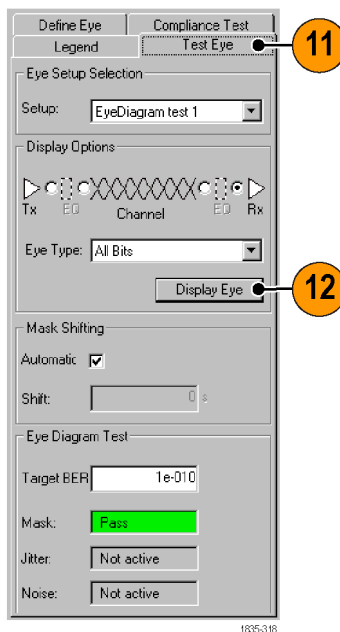 Define Eye
Compliance Test
Legend
Test Eye
11
Eye Setup Selection
Setup:
EyeDiagram test 1
Display Options
Tx
EQ
Channel
EQ
Rx
Eye Type:
All Bits
Display Eye
12
Mask Shifting
Automatic
Shift:
0 s
Eye Diagram Test
Target BER
1e-010
Mask:
Pass
Jitter:
Not active
Noise:
Not active
1835-318